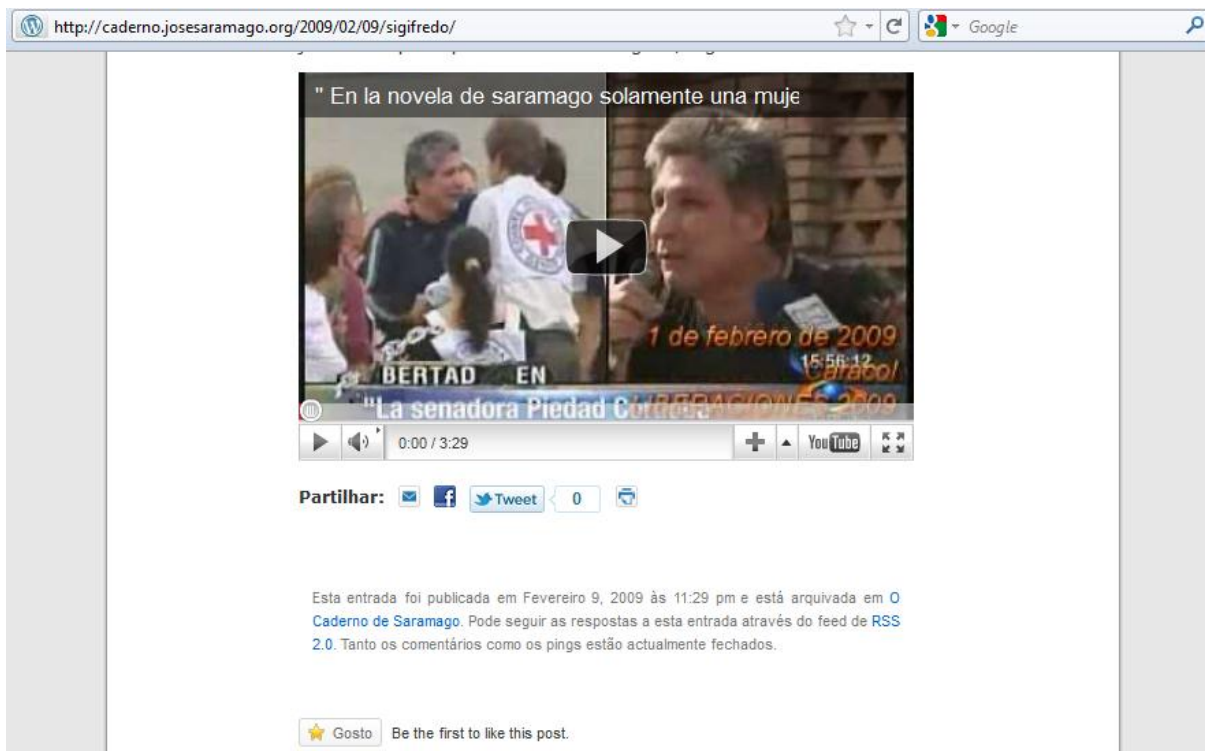 http://caderno.josesaramago.org/2009/02/09/sigifredo/
Google
" En la novela de saramago solamente una muje
1 de febrero de 2009
15:56:12
Caracol
BERTAD EN
LIBERACIONES 2009
"La senadora Piedad Córdoba
0:00 / 3:29
YouTube
Partilhar:
Tweet
0
Esta entrada foi publicada em Fevereiro 9, 2009 às 11:29 pm e está arquivada em O
Caderno de Saramago. Pode seguir as respostas a esta entrada através do feed de RSS
2.0. Tanto os comentários como os pings estão actualmente fechados.
Gosto
Be the first to like this post.